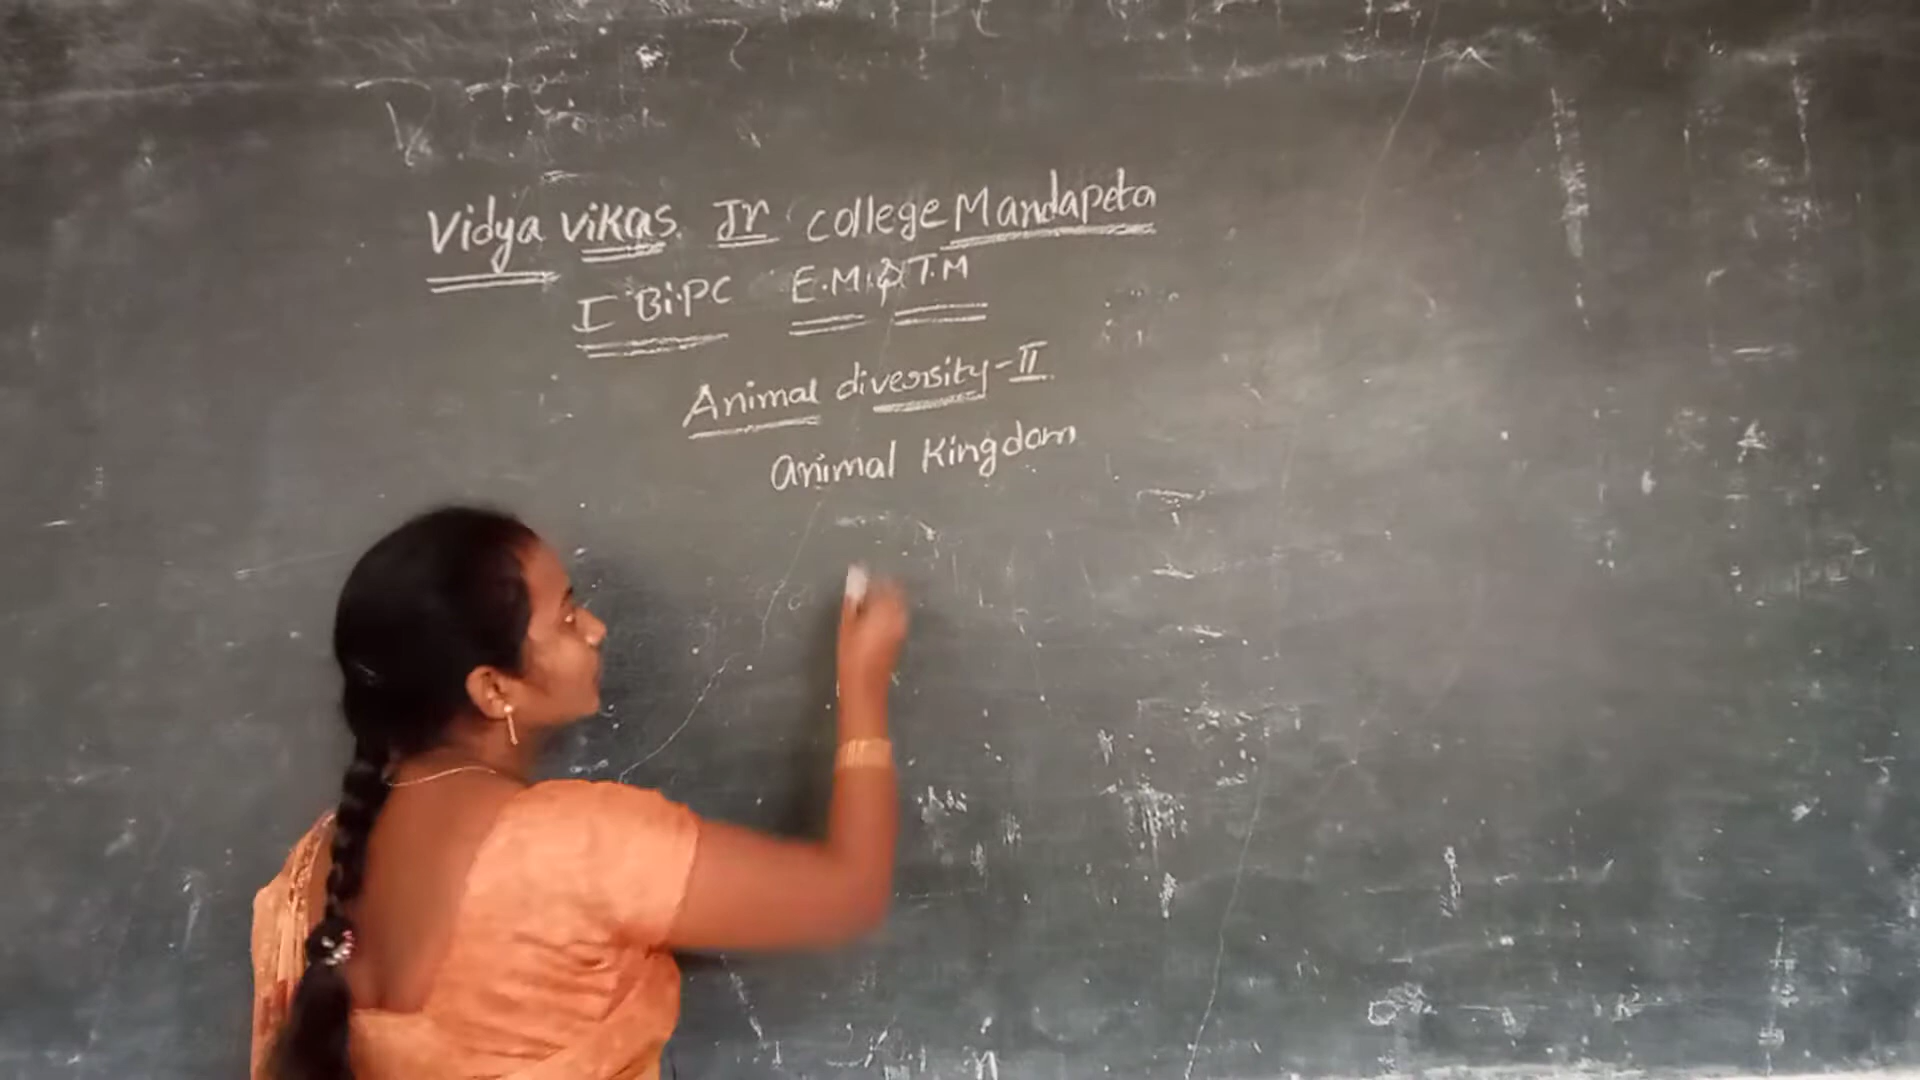 Vidya Vikas Jr college Mandapeta
I Bi.PC E.M & T.M
Animal diversity-II
Animal Kingdom